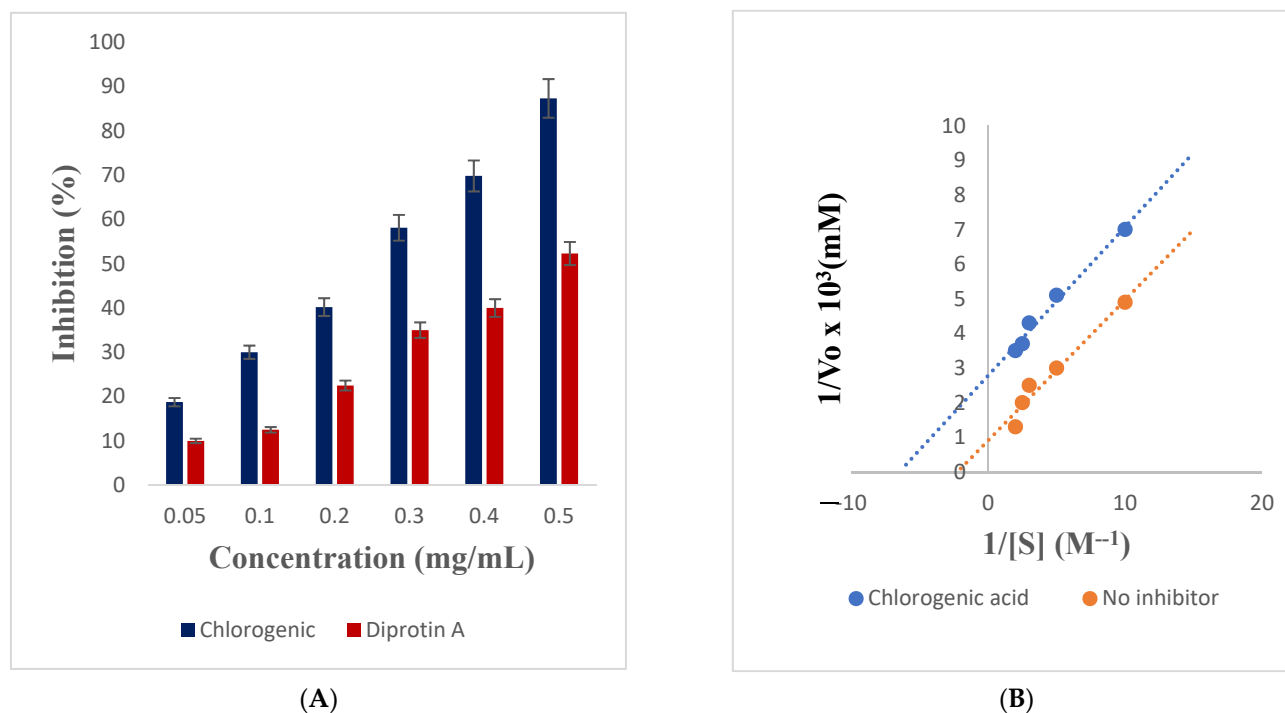 100
90
80
70
60
50
40
30
20
10
0
Inhibition (%)
0.05 0.1 0.2 0.3 0.4 0.5
Concentration (mg/mL)
Chlorogenic Diprotin A
(A)
10
9
8
7
6
5
4
3
2
1
0
1/Vo x 10³(mM)
—-10 0 10 20
1/[S] (M--1)
Chlorogenic acid No inhibitor
(B)